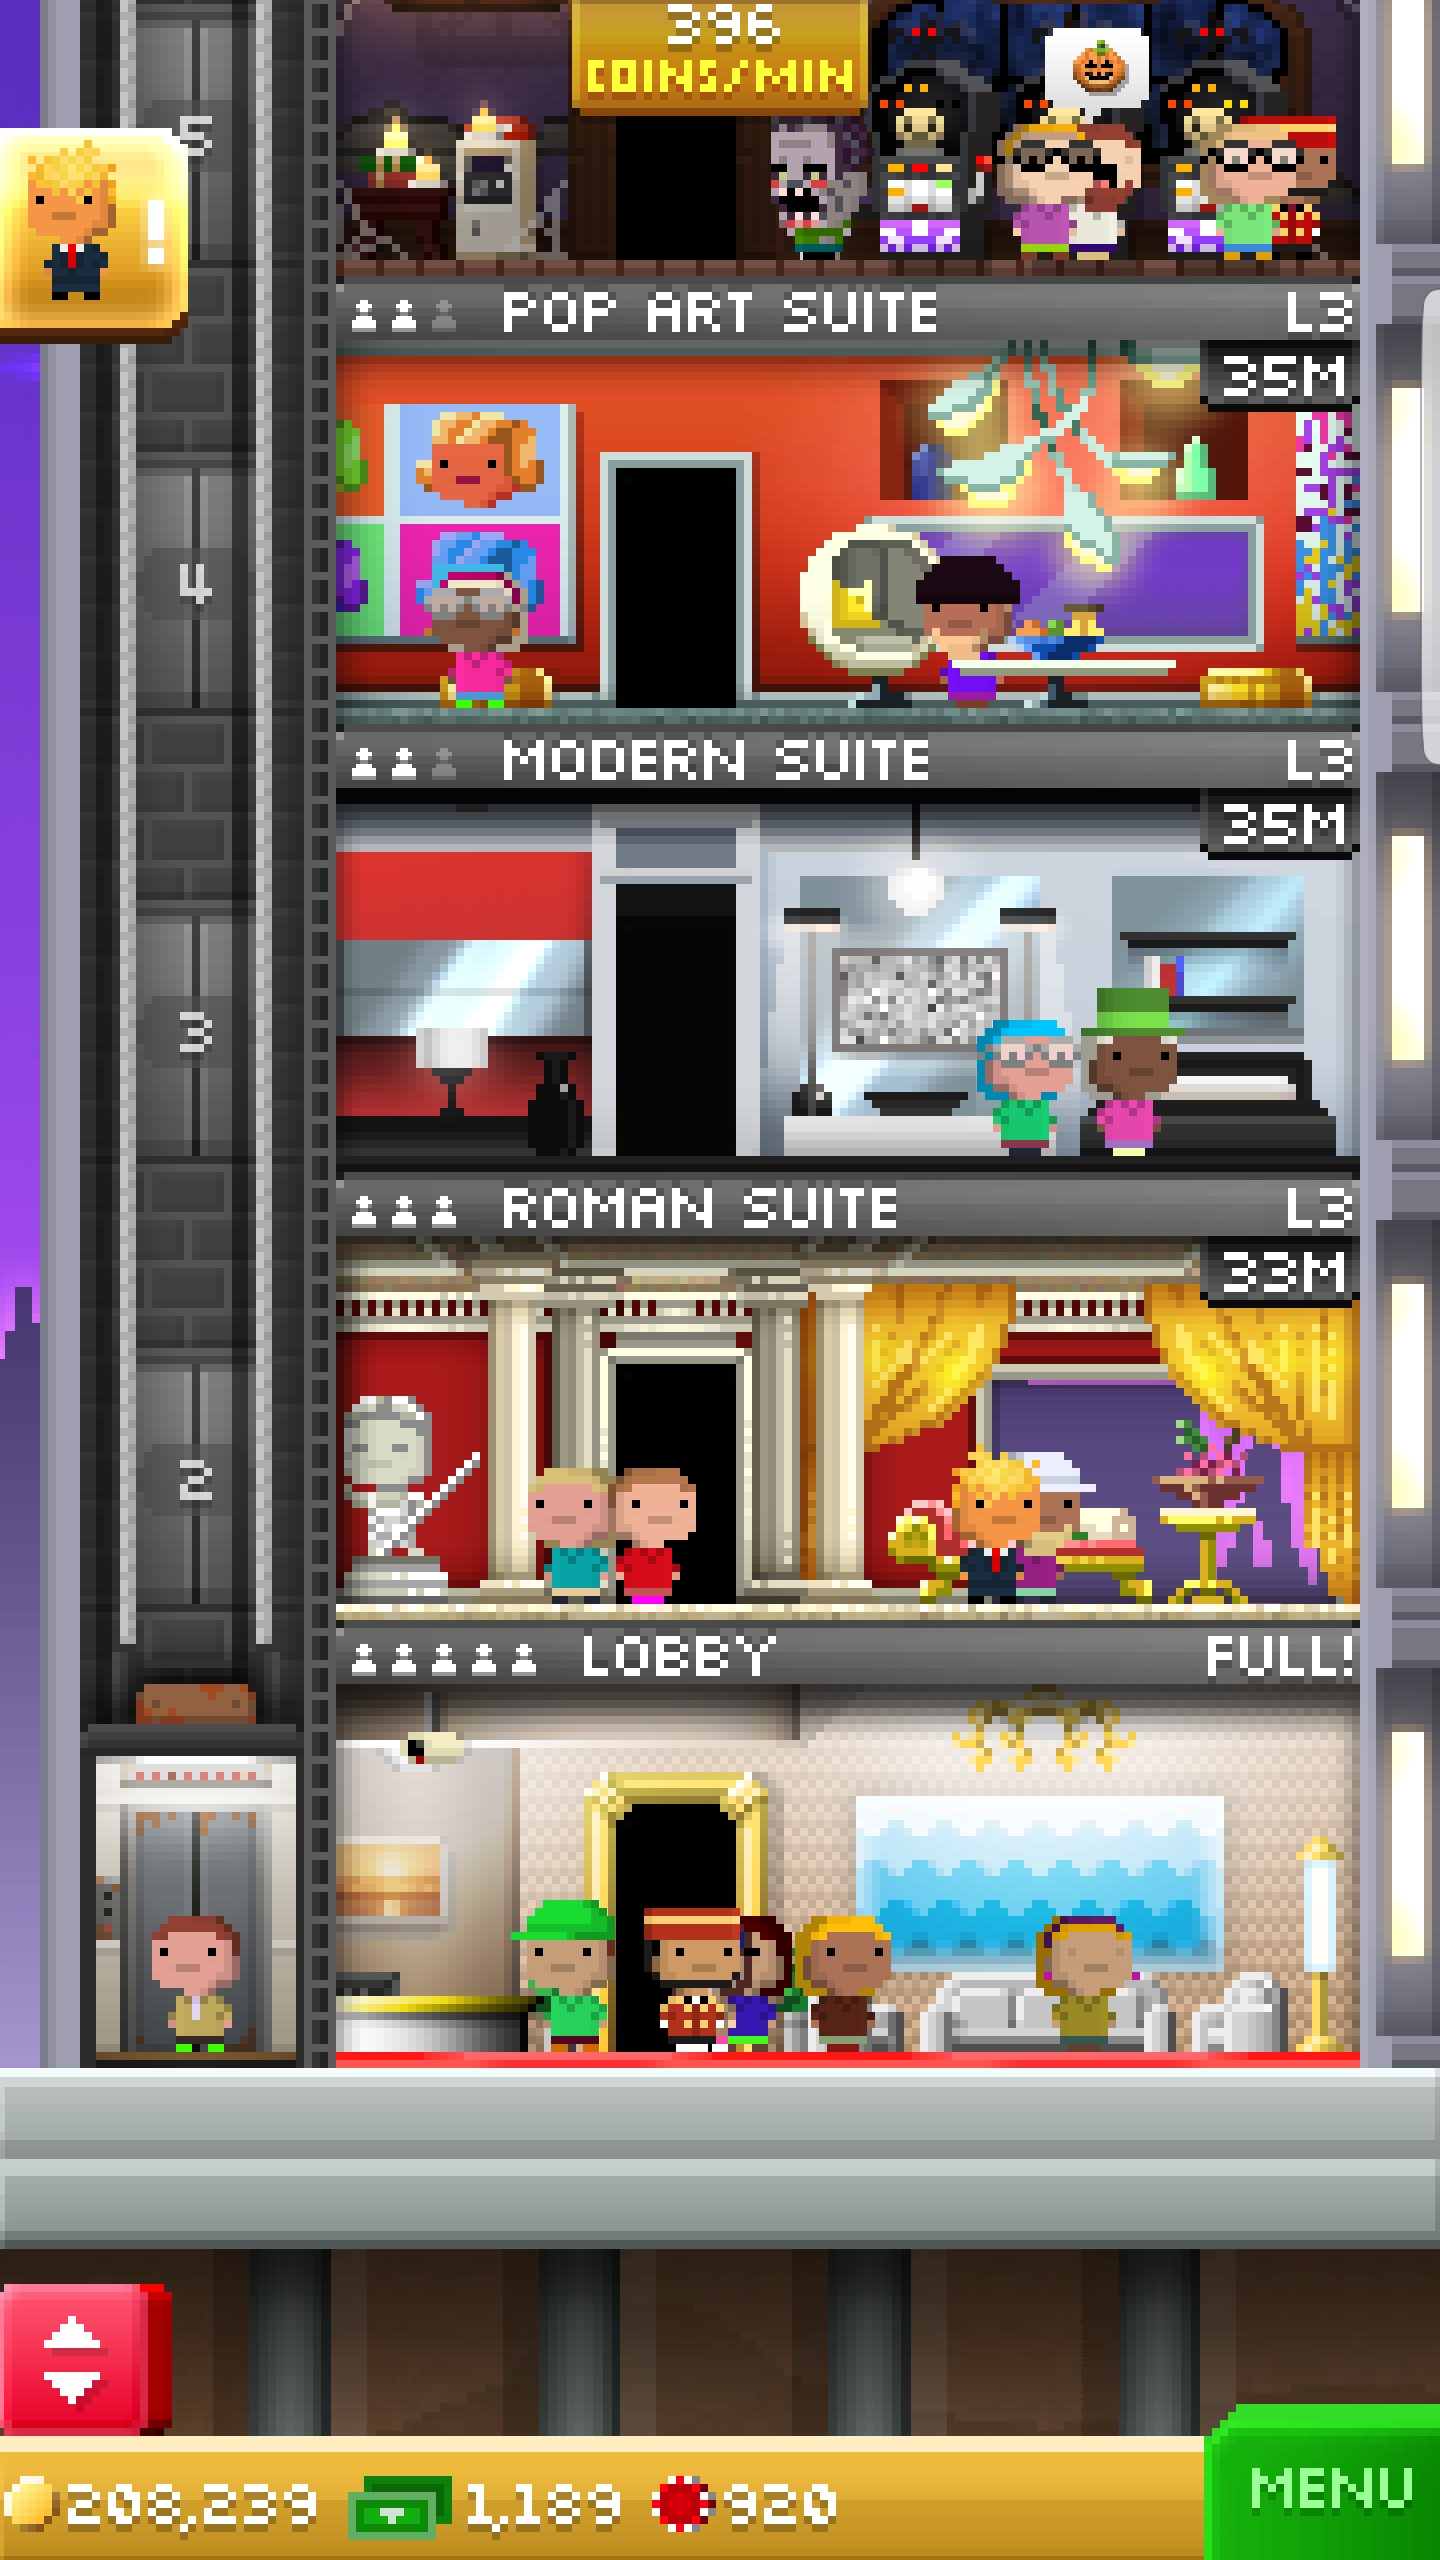 396
COINS/MIN
5
!
POP ART SUITE L3
35M
4
MODERN SUITE L3
35M
3
ROMAN SUITE L3
33M
2
LOBBY FULL!
208,239 1,189 920
MENU